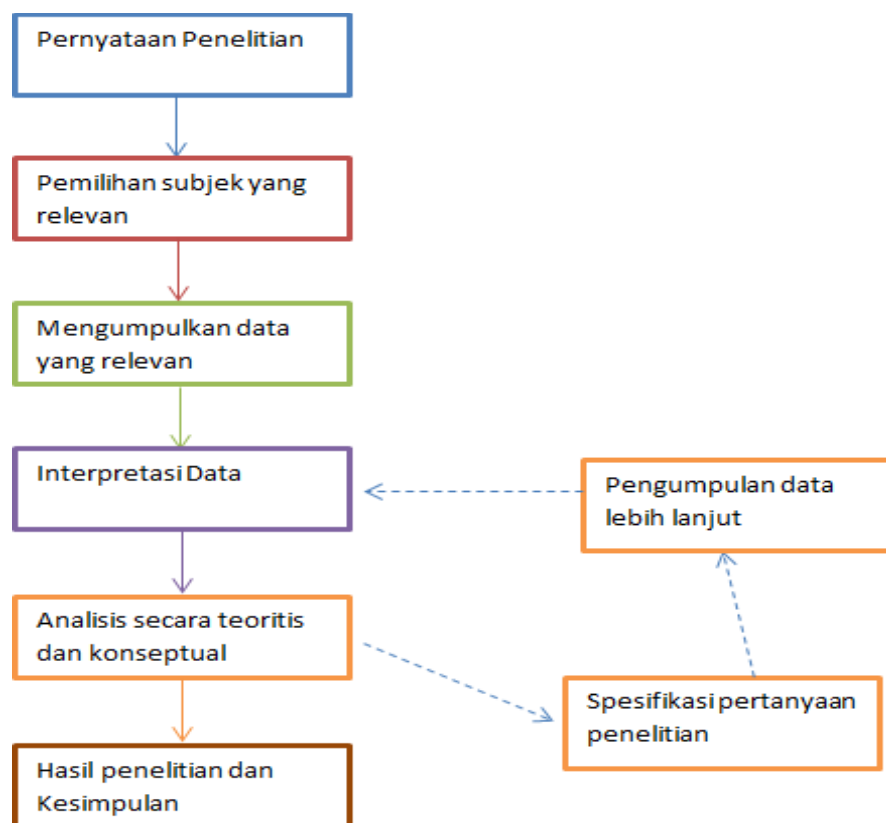 Pernyataan Penelitian
Pemilihan subjek yang
relevan
Mengumpulkan data
yang relevan
Interpretasi Data
Pengumpulan data
lebih lanjut
Analisis secara teoritis
dan konseptual
Spesifikasi pertanyaan
penelitian
Hasil penelitian dan
Kesimpulan